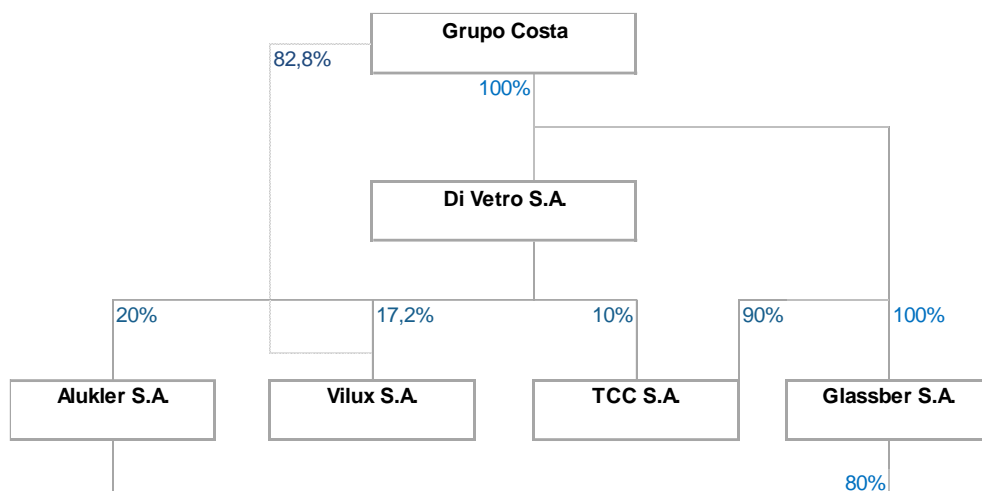 Grupo Costa
82,8%
100%
Di Vetro S.A.
20%
17,2%
10%
90%
100%
Alukler S.A.
Vilux S.A.
TCC S.A.
Glassber S.A.
80%